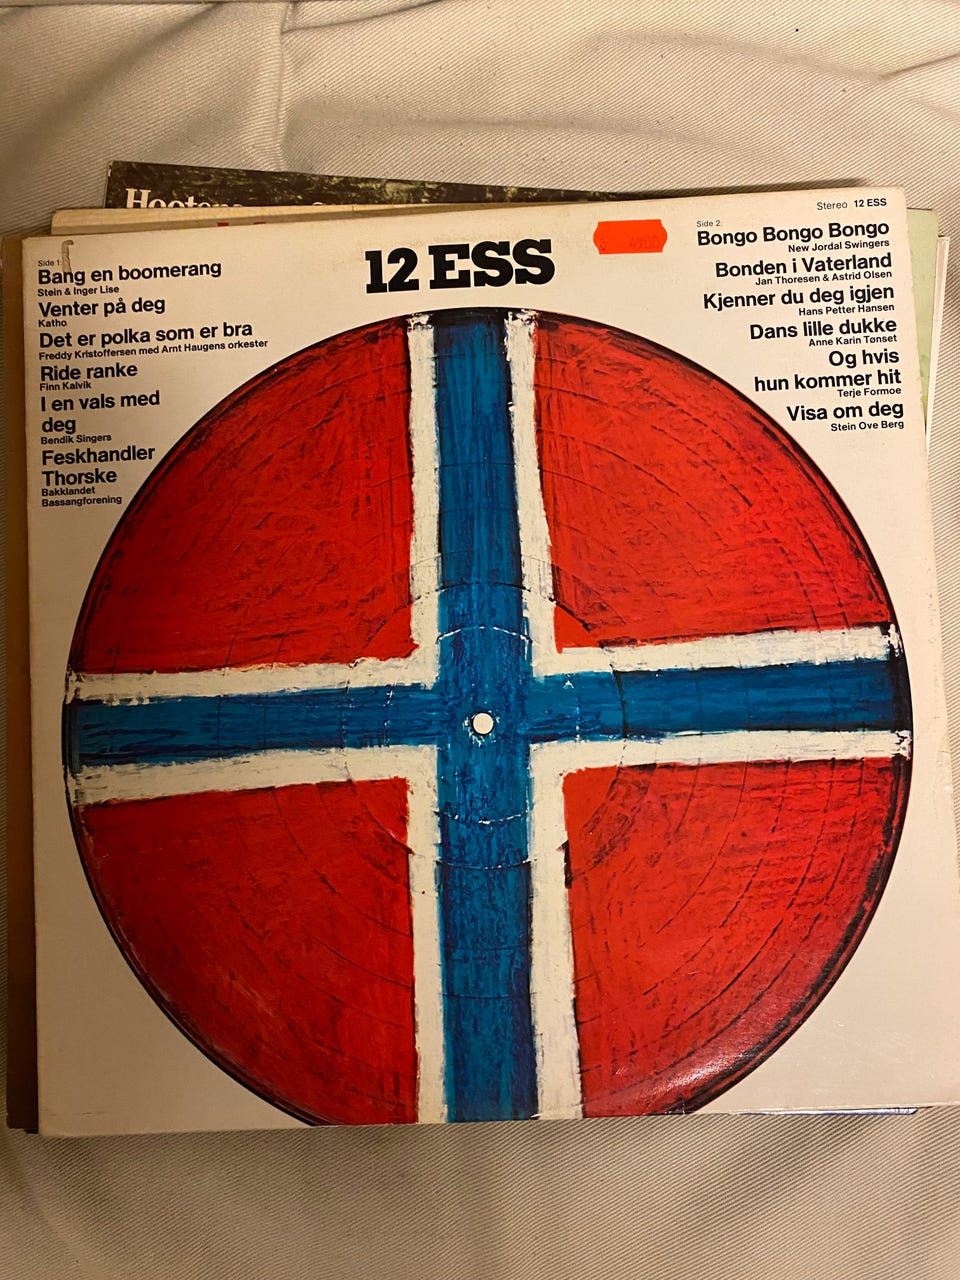 Hootena
Stereo 12 ESS
12 ESS
4900
Side 1:
Bang en boomerang
Stein & Inger Lise
Venter på deg
Katho
Det er polka som er bra
Freddy Kristoffersen med Arnt Haugens orkester
Ride ranke
Finn Kalvik
I en vals med
deg
Bendik Singers
Feskhandler
Thorske
Bakklandet
Bassangforening
Side 2:
Bongo Bongo Bongo
New Jordal Swingers
Bonden i Vaterland
Jan Thoresen & Astrid Olsen
Kjenner du deg igjen
Hans Petter Hansen
Dans lille dukke
Anne Karin Tønset
Og hvis
hun kommer hit
Terje Formoe
Visa om deg
Stein Ove Berg